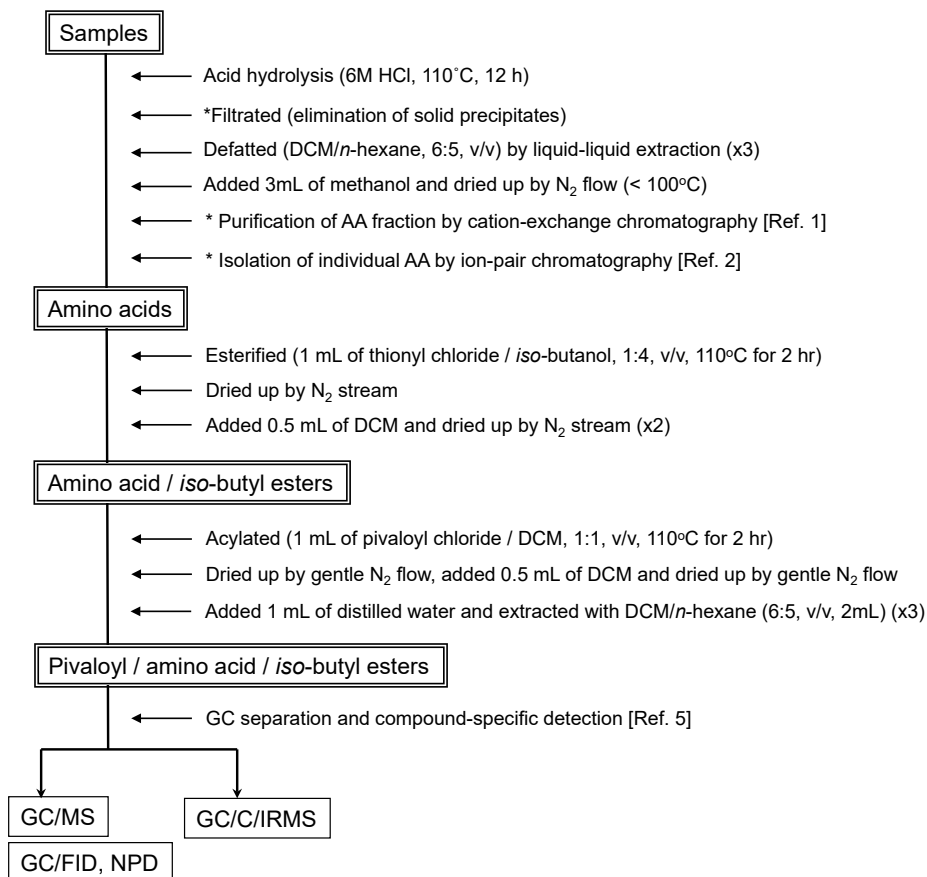 Samples
Acid hydrolysis (6M HCl, 110˚C, 12 h)
*Filtrated (elimination of solid precipitates)
Defatted (DCM/n-hexane, 6:5, v/v) by liquid-liquid extraction (x3)
Added 3mL of methanol and dried up by N₂ flow (< 100ºC)
* Purification of AA fraction by cation-exchange chromatography [Ref. 1]
* Isolation of individual AA by ion-pair chromatography [Ref. 2]
Amino acids
Esterified (1 mL of thionyl chloride / iso-butanol, 1:4, v/v, 110ºC for 2 hr)
Dried up by N₂ stream
Added 0.5 mL of DCM and dried up by N₂ stream (x2)
Amino acid / iso-butyl esters
Acylated (1 mL of pivaloyl chloride / DCM, 1:1, v/v, 110ºC for 2 hr)
Dried up by gentle N₂ flow, added 0.5 mL of DCM and dried up by gentle N₂ flow
Added 1 mL of distilled water and extracted with DCM/n-hexane (6:5, v/v, 2mL) (x3)
Pivaloyl / amino acid / iso-butyl esters
GC separation and compound-specific detection [Ref. 5]
GC/MS
GC/C/IRMS
GC/FID, NPD